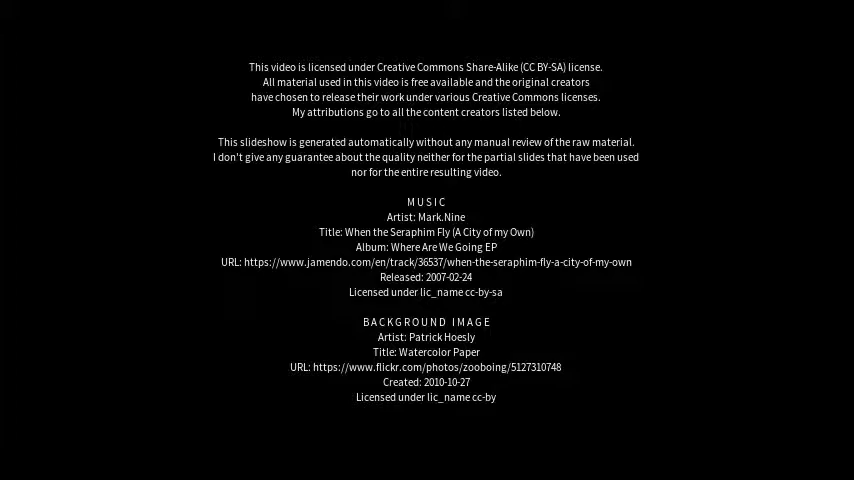 This video is licensed under Creative Commons Share-Alike (CC BY-SA) license.
All material used in this video is free available and the original creators
have chosen to release their work under various Creative Commons licenses.
My attributions go to all the content creators listed below.
This slideshow is generated automatically without any manual review of the raw material.
I don't give any guarantee about the quality neither for the partial slides that have been used
nor for the entire resulting video.
M U S I C
Artist: Mark.Nine
Title: When the Seraphim Fly (A City of my Own)
Album: Where Are We Going EP
URL: https://www.jamendo.com/en/track/36537/when-the-seraphim-fly-a-city-of-my-own
Released: 2007-02-24
Licensed under lic_name cc-by-sa
B A C K G R O U N D   I M A G E
Artist: Patrick Hoesly
Title: Watercolor Paper
URL: https://www.flickr.com/photos/zooboing/5127310748
Created: 2010-10-27
Licensed under lic_name cc-by